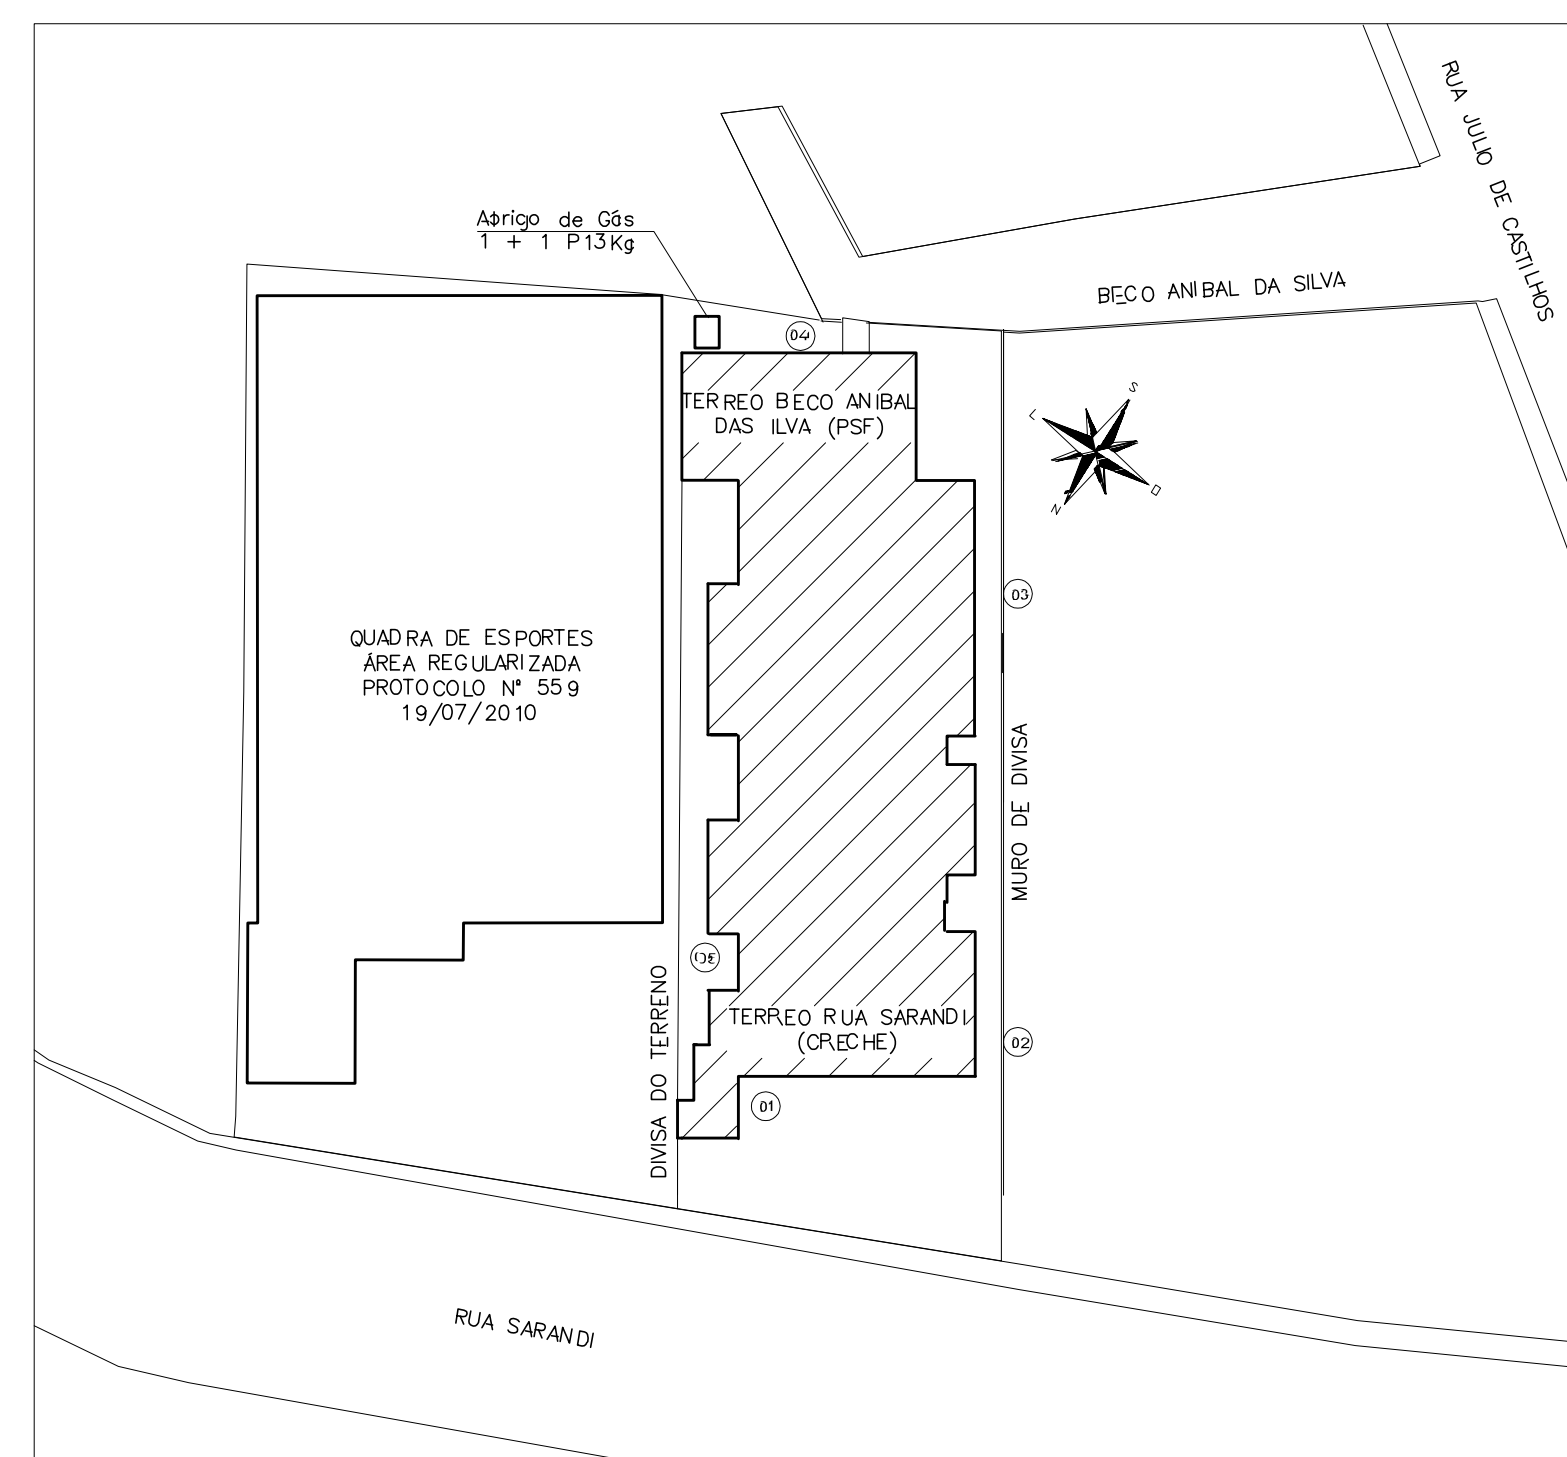 RUA JULIO DE CASTILHOS
Abrigo de Gás
1 + 1 P13Kg
BECO ANIBAL DA SILVA
04
TERREO BECO ANIBAL
DAS ILVA (PSF)
S
L
O
N
03
QUADRA DE ESPORTES
ÁREA REGULARIZADA
PROTOCOLO Nº 559
19/07/2010
MURO DE DIVISA
05
DIVISA DO TERRENO
TERREO RUA SARANDI
(CRECHE)
02
01
RUA SARANDI